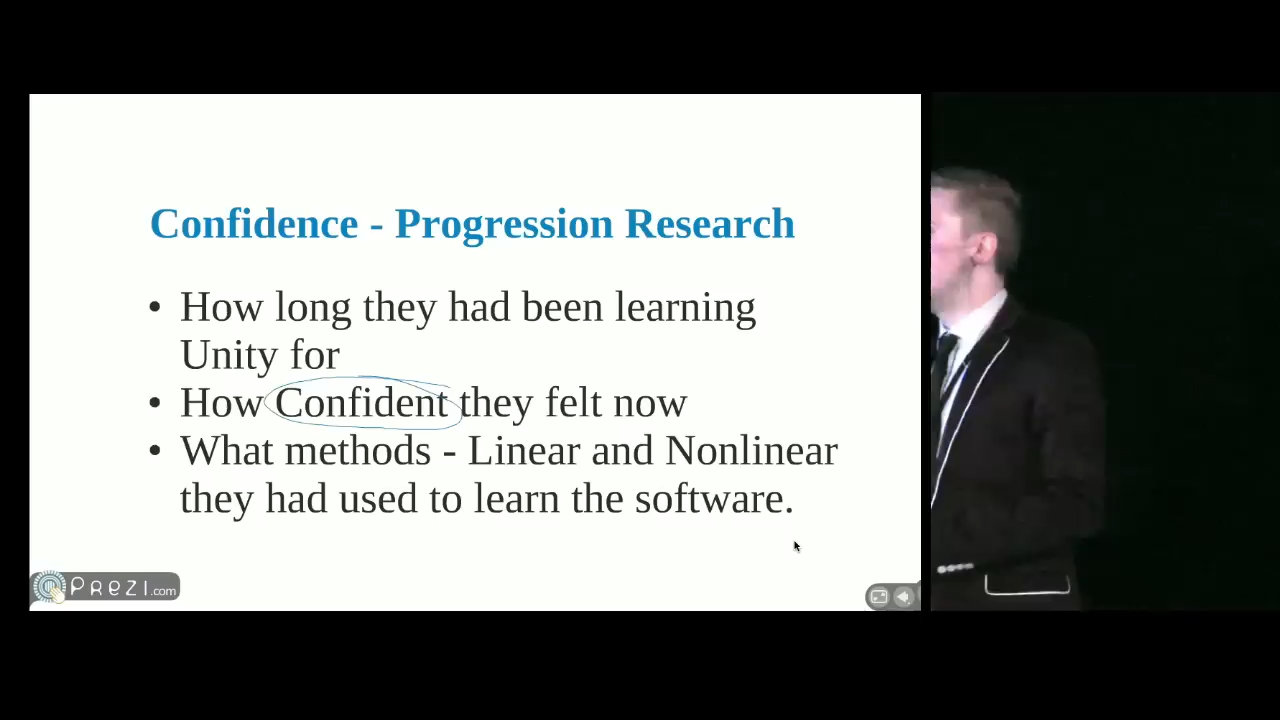 Confidence - Progression Research
• How long they had been learning
Unity for
• How Confident they felt now
• What methods - Linear and Nonlinear
they had used to learn the software.
Prezi.com